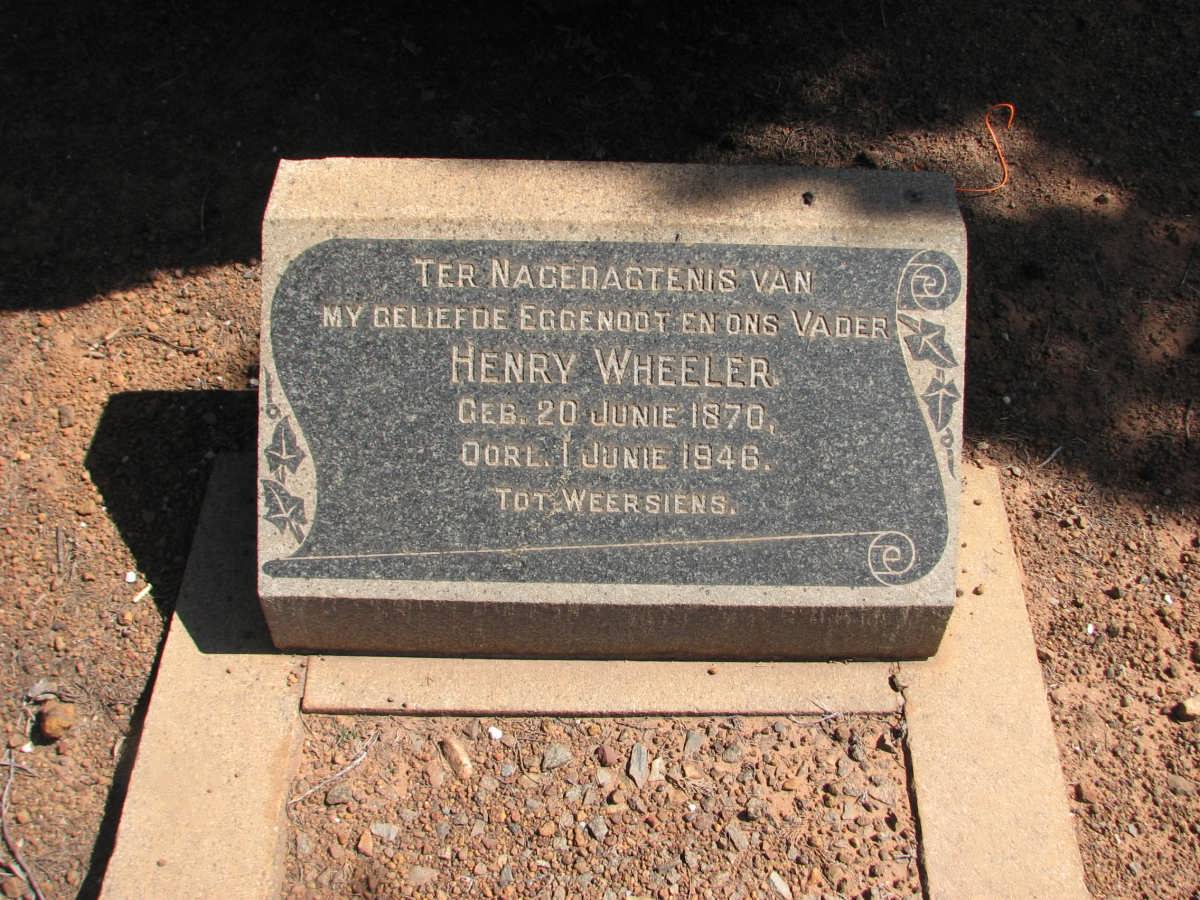 TER NAGEDAGTENIS VAN
MY GELIEFDE EGGENOOT EN ONS VADER
HENRY WHEELER.
GEB. 20 JUNIE 1870,
OORL. 1 JUNIE 1946.
TOT WEERSIENS.